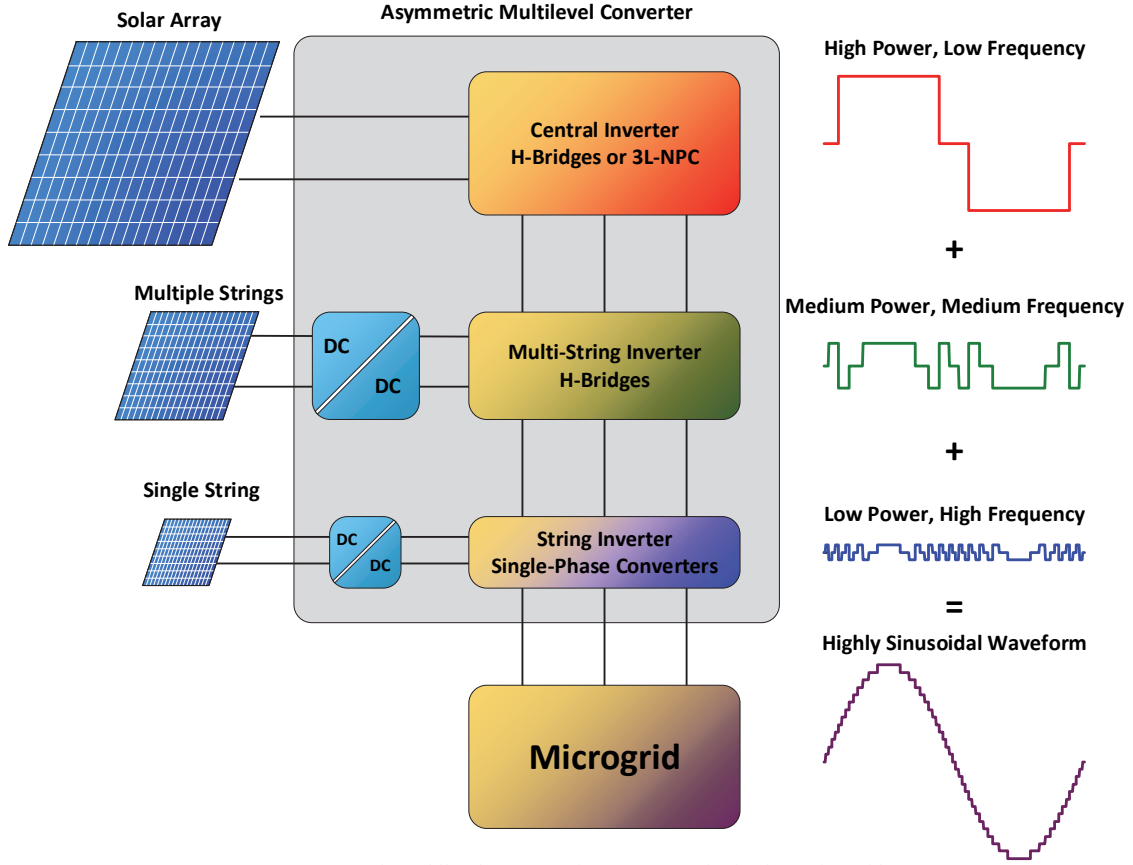 Asymmetric Multilevel Converter
Solar Array
High Power, Low Frequency
Central Inverter
H-Bridges or 3L-NPC
+
Multiple Strings
Medium Power, Medium Frequency
DC
DC
Multi-String Inverter
H-Bridges
+
Single String
Low Power, High Frequency
DC
DC
String Inverter
Single-Phase Converters
=
Highly Sinusoidal Waveform
Microgrid